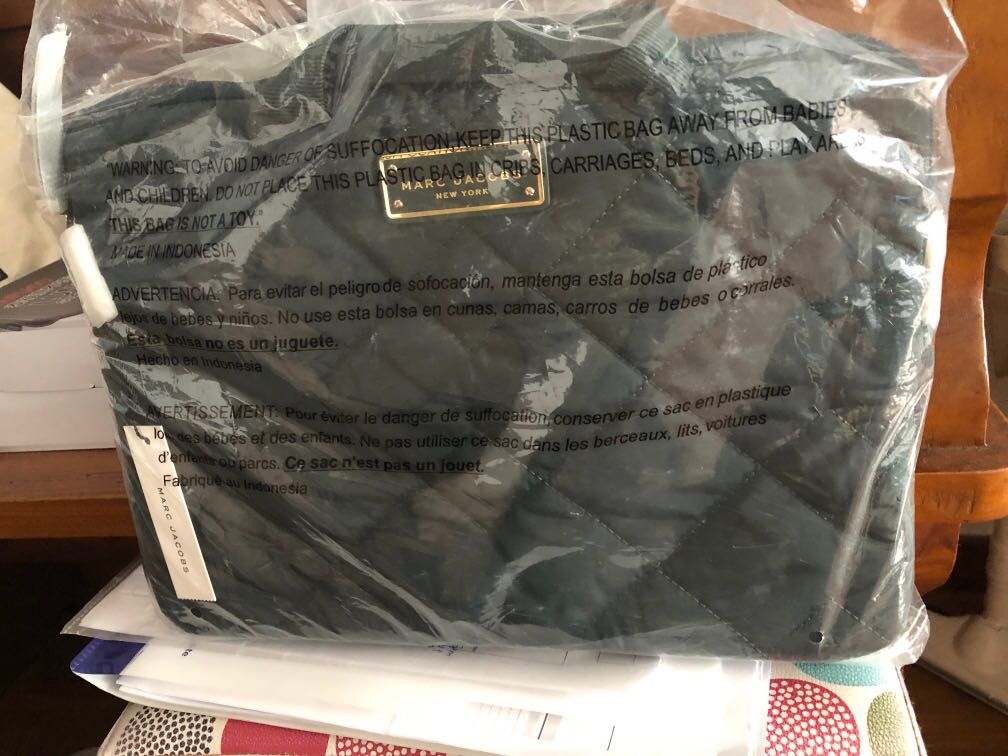 "WARNING: TO AVOID DANGER OF SUFFOCATION, KEEP THIS PLASTIC BAG AWAY FROM BABIES
AND CHILDREN. DO NOT PLACE THIS PLASTIC BAG IN CRIBS, CARRIAGES, BEDS, AND PLAY AREAS
THIS BAG IS NOT A TOY."
MADE IN INDONESIA
MARC JACOBS
NEW YORK
ADVERTENCIA: Para evitar el peligro de sofocación, mantenga esta bolsa de plástico
lejos de bebes y niños. No use esta bolsa en cunas, camas, carros de bebes o corrales.
Esta bolsa no es un juguete.
Hecho en Indonesia
AVERTISSEMENT: Pour éviter le danger de suffocation, conserver ce sac en plastique
loin des bébés et des enfants. Ne pas utiliser ce sac dans les berceaux, lits, voitures
d'enfants ou parcs. Ce sac n'est pas un jouet.
Fabriqué au Indonesia
MARC JACOBS